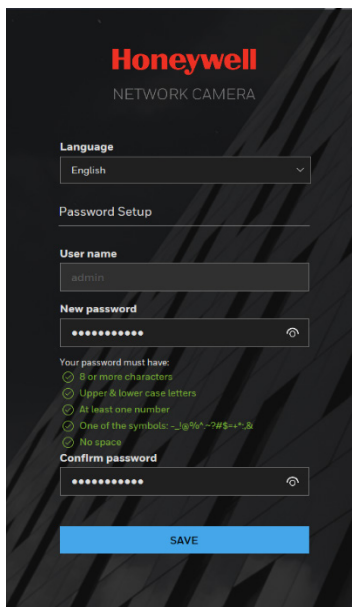 Honeywell
NETWORK CAMERA
Language
English
Password Setup
User name
admin
New password
●●●●●●●●●●●
Your password must have:
8 or more characters
Upper & lower case letters
At least one number
One of the symbols: -_!@%^.~?#$=+*:,&
No space
Confirm password
●●●●●●●●●●●
SAVE